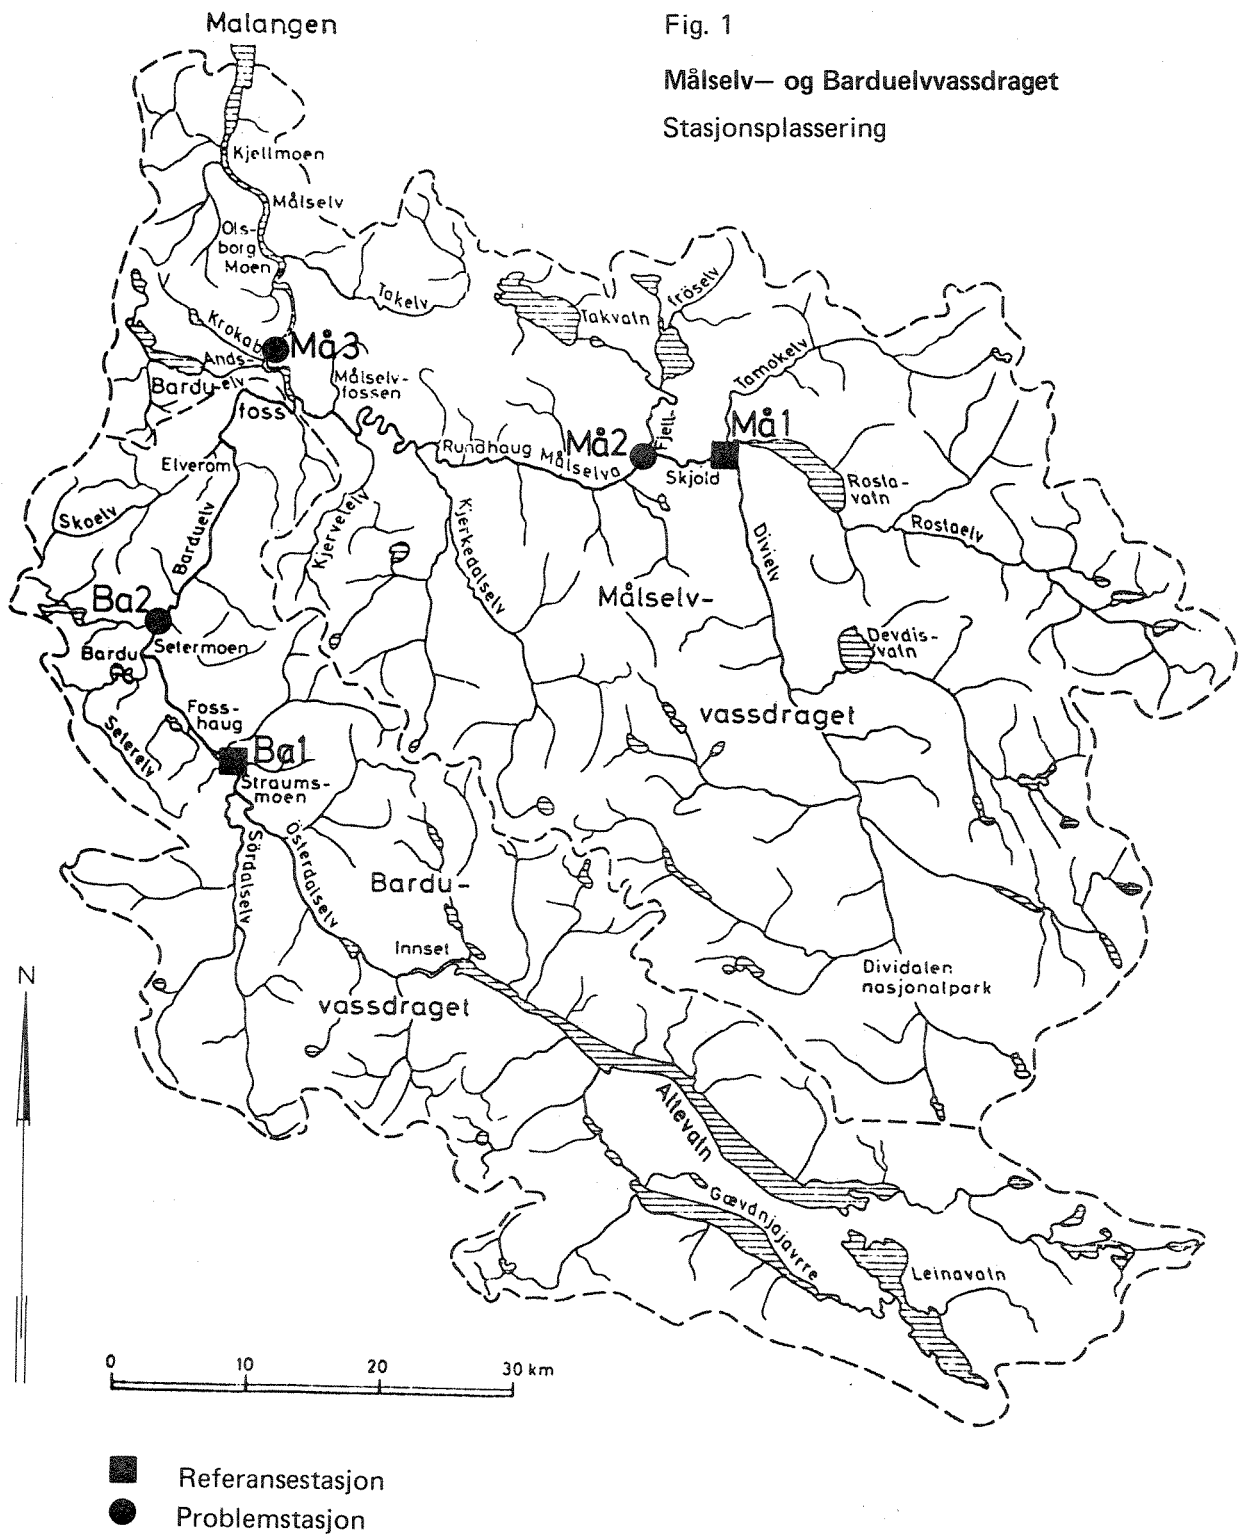 Malangen
Fig. 1
Målselv— og Barduelvvassdraget
Stasjonsplassering
Kjellmoen
Målselv
Ols-
borg
Moen
Takelv
Takvatn
Iröselv
Krokab
Ands-
Må3
Bardu-elv
foss
Målselv-
fossen
Tamokelv
Rundhaug
Målselva
Må2
Fjell-
Må1
Skjold
Rosta-
vatn
Rostaelv
Elverom
Skoelv
Barduelv
Kjervelelv
Kjerkedalselv
Divielv
Målselv-
vassdraget
Devdis-
vatn
Ba2
Setermoen
Bardu
Foss-
haug
Seterelv
Ba1
Straums-
moen
Sördalselv
Österdalselv
Bardu-
vassdraget
Innset
Dividalen
nasjonalpark
N
Altevatn
Gævdnjajavrre
Leinavatn
0 10 20 30 km
Referansestasjon
Problemstasjon